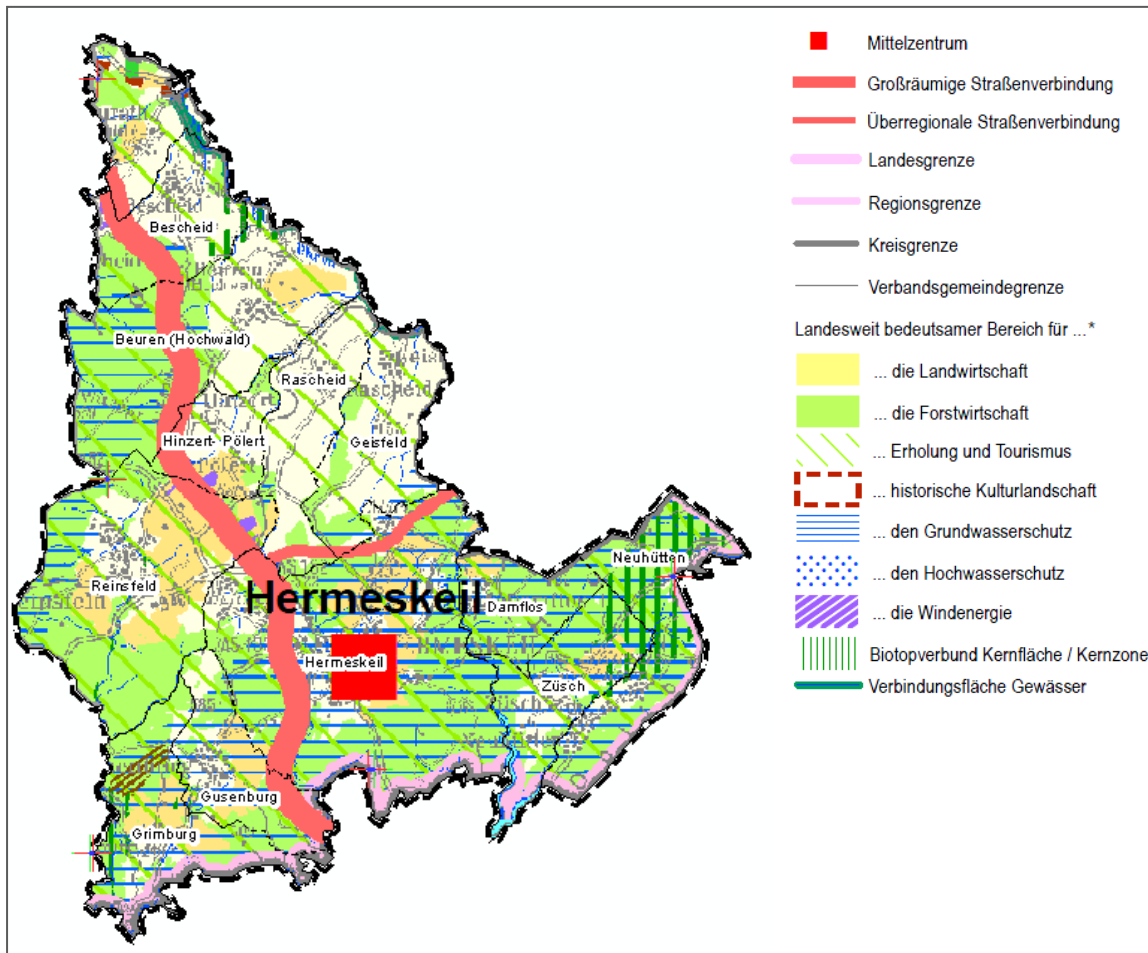 Mittelzentrum
Großräumige Straßenverbindung
Überregionale Straßenverbindung
Landesgrenze
Regionsgrenze
Kreisgrenze
Verbandsgemeindegrenze
Landesweit bedeutsamer Bereich für ...*
... die Landwirtschaft
... die Forstwirtschaft
... Erholung und Tourismus
... historische Kulturlandschaft
... den Grundwasserschutz
... den Hochwasserschutz
... die Windenergie
Biotopverbund Kernfläche / Kernzone
Verbindungsfläche Gewässer
Bescheid
Beuren (Hochwald)
Rascheid
Hinzert- Pölert
Geisfeld
Neuhütten
Reinsfeld
Hermeskeil
Damflos
Hermeskeil
Züsch
Gusenburg
Grimburg